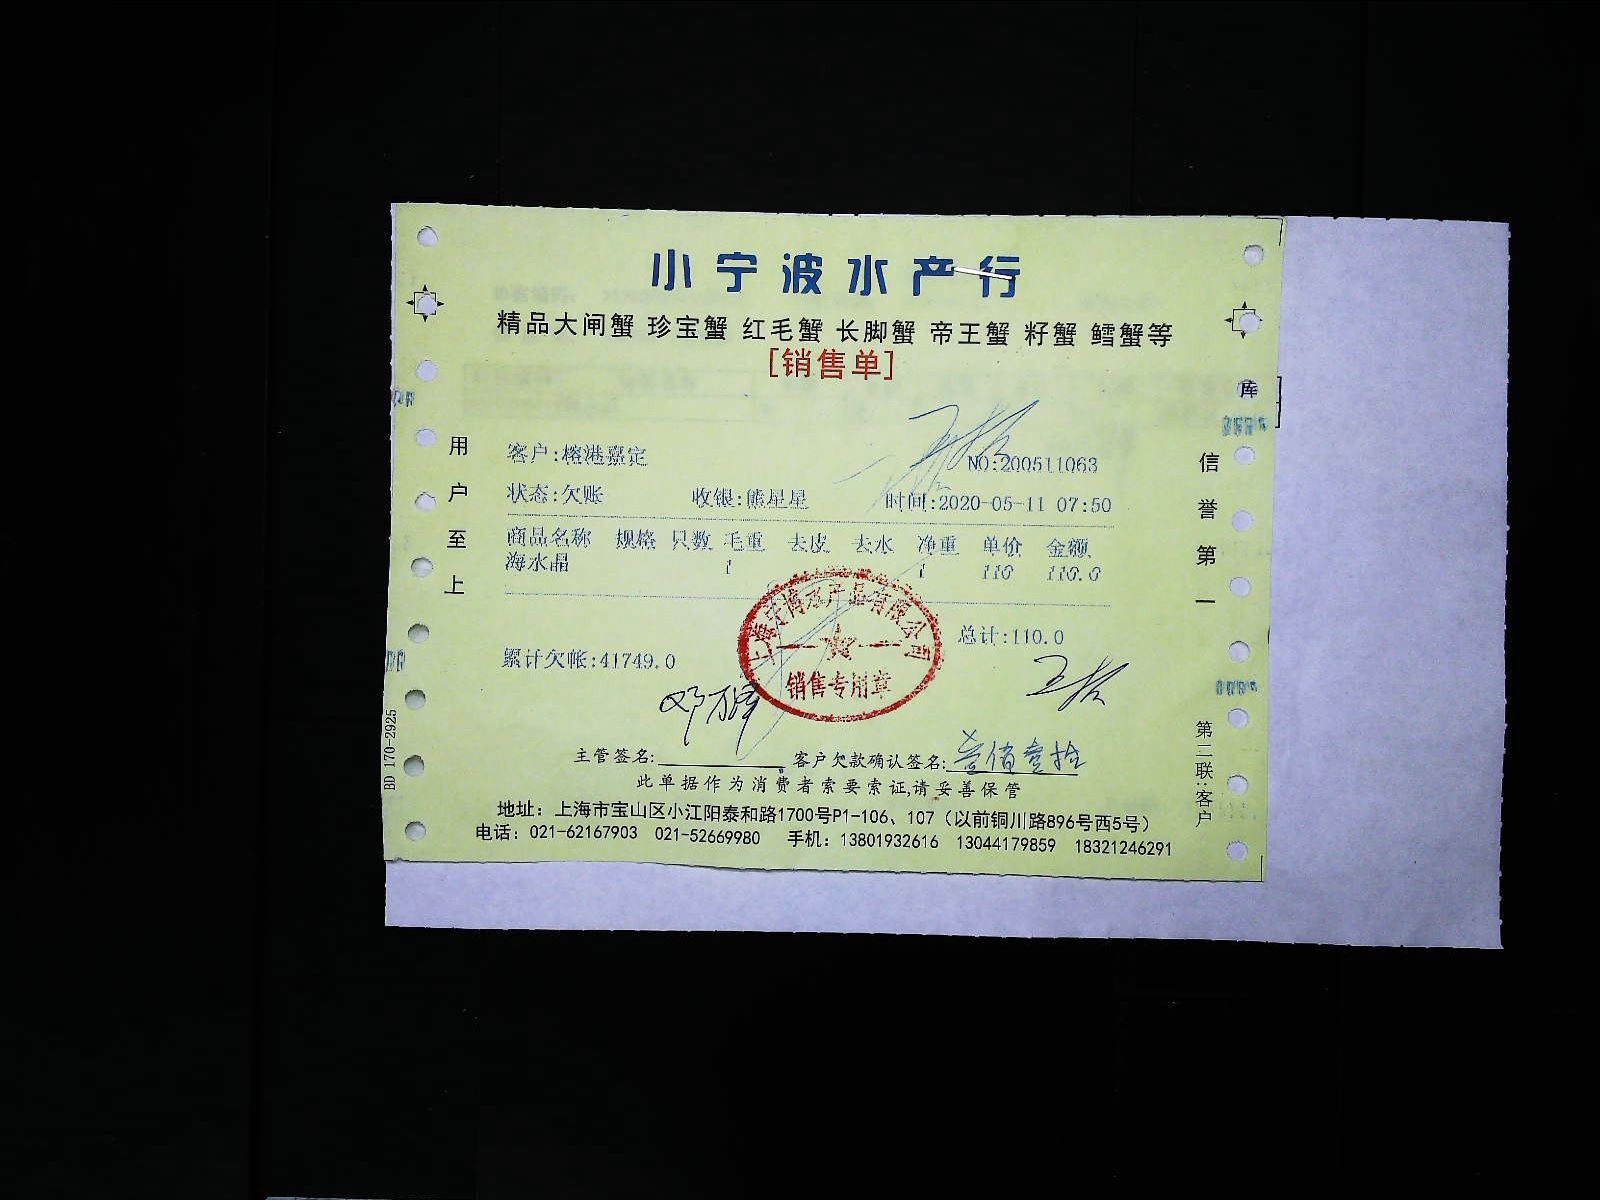 小宁波水产行
精品大闸蟹 珍宝蟹 红毛蟹 长脚蟹 帝王蟹 籽蟹 鳕蟹等
[销售单]
库
客户:榕港嘉定 NO:200511063
状态:欠账 收银:熊星星 时间:2020-05-11 07:50
商品名称 规格 只数 毛重 去皮 去水 净重 单价 金额
海水晶 1 1 110 110.0
总计:110.0
累计欠帐:41749.0
销售专用章
主管签名: 客户欠款确认签名: 壹佰壹拾
此单据作为消费者索要索证,请妥善保管
地址：上海市宝山区小江阳泰和路1700号P1-106、107（以前铜川路896号西5号）
电话：021-62167903 021-52669980 手机：13801932616 13044179859 18321246291
用户至上
信誉第一
第二联:客户
BD 170-2925